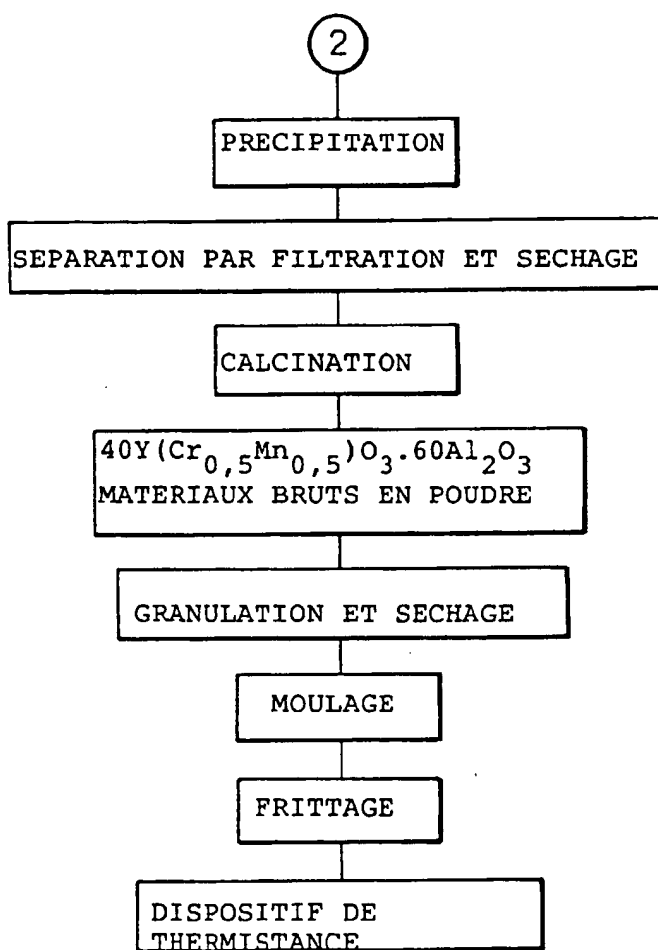 2
PRECIPITATION
SEPARATION PAR FILTRATION ET SECHAGE
CALCINATION
40Y(Cr0,5Mn0,5)O3.60Al2O3
MATERIAUX BRUTS EN POUDRE
GRANULATION ET SECHAGE
MOULAGE
FRITTAGE
DISPOSITIF DE
THERMISTANCE